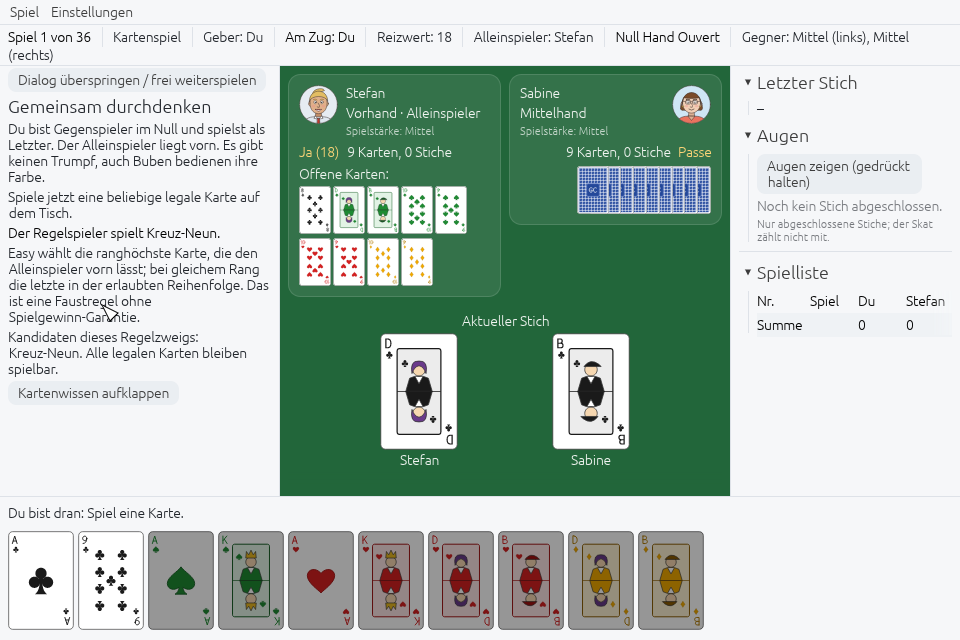 Spiel Einstellungen
Spiel 1 von 36 Kartenspiel Geber: Du Am Zug: Du Reizwert: 18 Alleinspieler: Stefan Null Hand Ouvert Gegner: Mittel (links), Mittel
(rechts)
Dialog überspringen / frei weiterspielen
Gemeinsam durchdenken
Du bist Gegenspieler im Null und spielst als
Letzter. Der Alleinspieler liegt vorn. Es gibt
keinen Trumpf, auch Buben bedienen ihre
Farbe.
Spiele jetzt eine beliebige legale Karte auf
dem Tisch.
Der Regelspieler spielt Kreuz-Neun.
Easy wählt die ranghöchste Karte, die den
Alleinspieler vorn lässt; bei gleichem Rang
die letzte in der erlaubten Reihenfolge. Das
ist eine Faustregel ohne
Spielgewinn-Garantie.
Kandidaten dieses Regelzweigs:
Kreuz-Neun. Alle legalen Karten bleiben
spielbar.
Kartenwissen aufklappen
Stefan
Vorhand · Alleinspieler
Spielstärke: Mittel
Ja (18) 9 Karten, 0 Stiche
Offene Karten:
Sabine
Mittelhand
Spielstärke: Mittel
9 Karten, 0 Stiche Passe
GC
Aktueller Stich
D
D
B
B
Stefan
Sabine
Letzter Stich
–
Augen
Augen zeigen (gedrückt
halten)
Noch kein Stich abgeschlossen.
Nur abgeschlossene Stiche; der Skat
zählt nicht mit.
Spielliste
Nr. Spiel Du Stefan
Summe 0 0
Du bist dran: Spiel eine Karte.
A 9 A K A K D B D B
A 9 A K A K D B D B